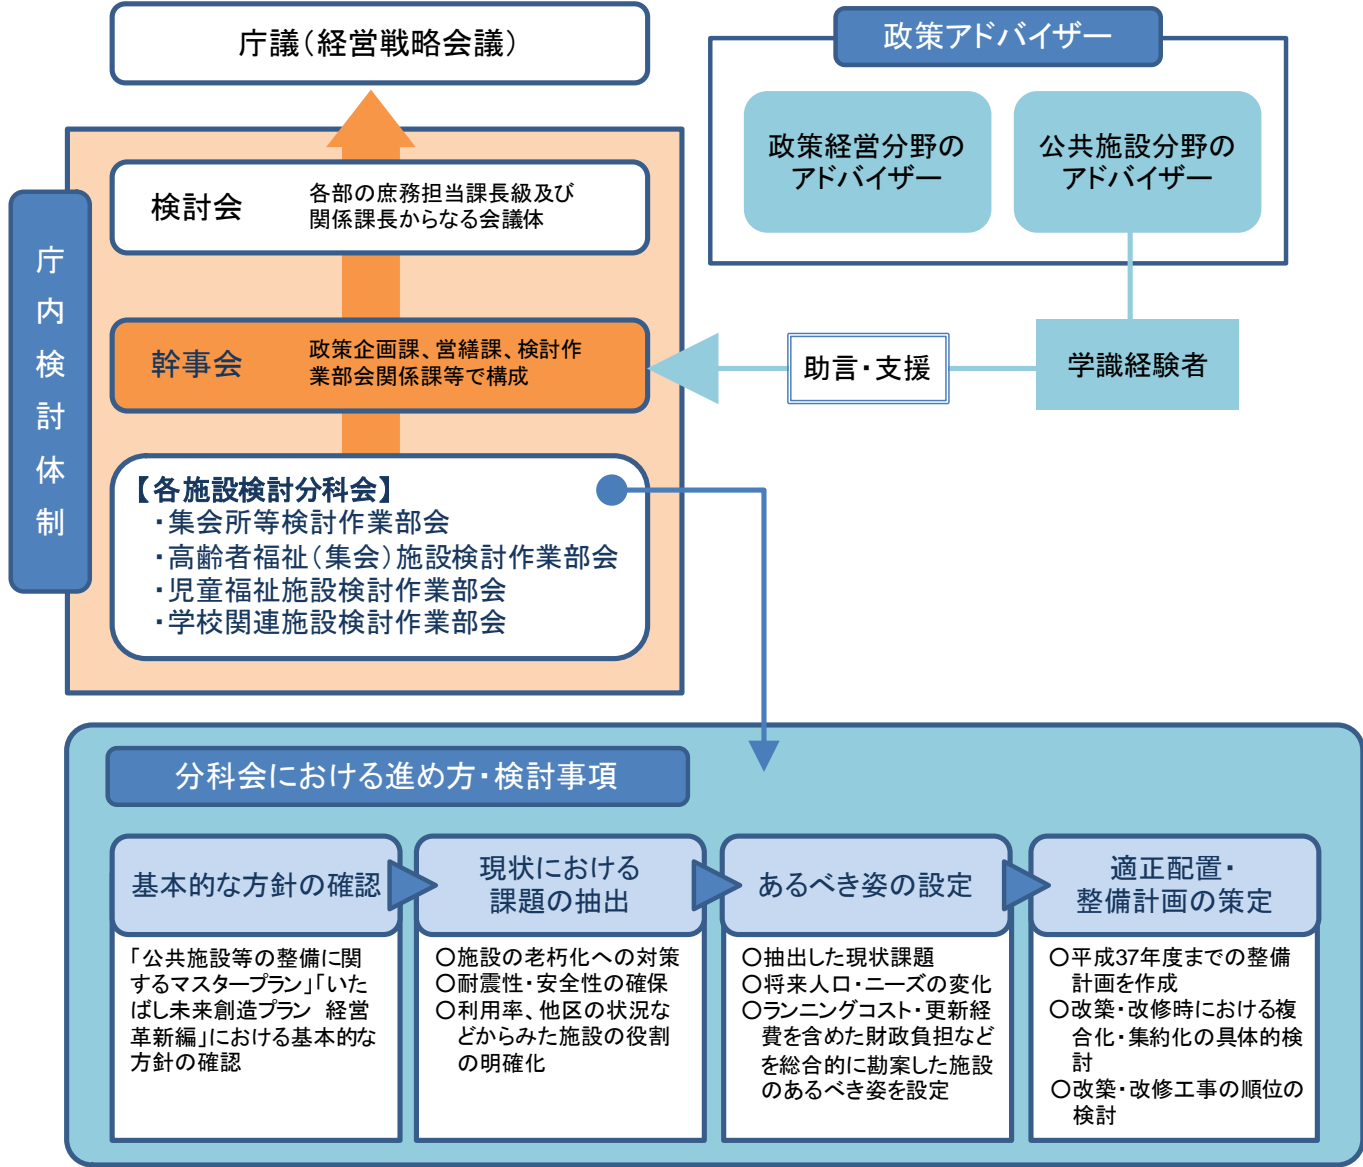 庁議(経営戦略会議)
政策アドバイザー
政策経営分野の
アドバイザー
公共施設分野の
アドバイザー
庁内検討体制
検討会
各部の庶務担当課長級及び
関係課長からなる会議体
幹事会
政策企画課、営繕課、検討作
業部会関係課等で構成
助言・支援
学識経験者
【各施設検討分科会】
・集会所等検討作業部会
・高齢者福祉(集会)施設検討作業部会
・児童福祉施設検討作業部会
・学校関連施設検討作業部会
分科会における進め方・検討事項
基本的な方針の確認
「公共施設等の整備に関
するマスタープラン」「いた
ばし未来創造プラン 経営
革新編」における基本的な
方針の確認
現状における
課題の抽出
○施設の老朽化への対策
○耐震性・安全性の確保
○利用率、他区の状況な
どからみた施設の役割
の明確化
あるべき姿の設定
○抽出した現状課題
○将来人口・ニーズの変化
○ランニングコスト・更新経
費を含めた財政負担など
を総合的に勘案した施設
のあるべき姿を設定
適正配置・
整備計画の策定
○平成37年度までの整備
計画を作成
○改築・改修時における複
合化・集約化の具体的検
討
○改築・改修工事の順位の
検討